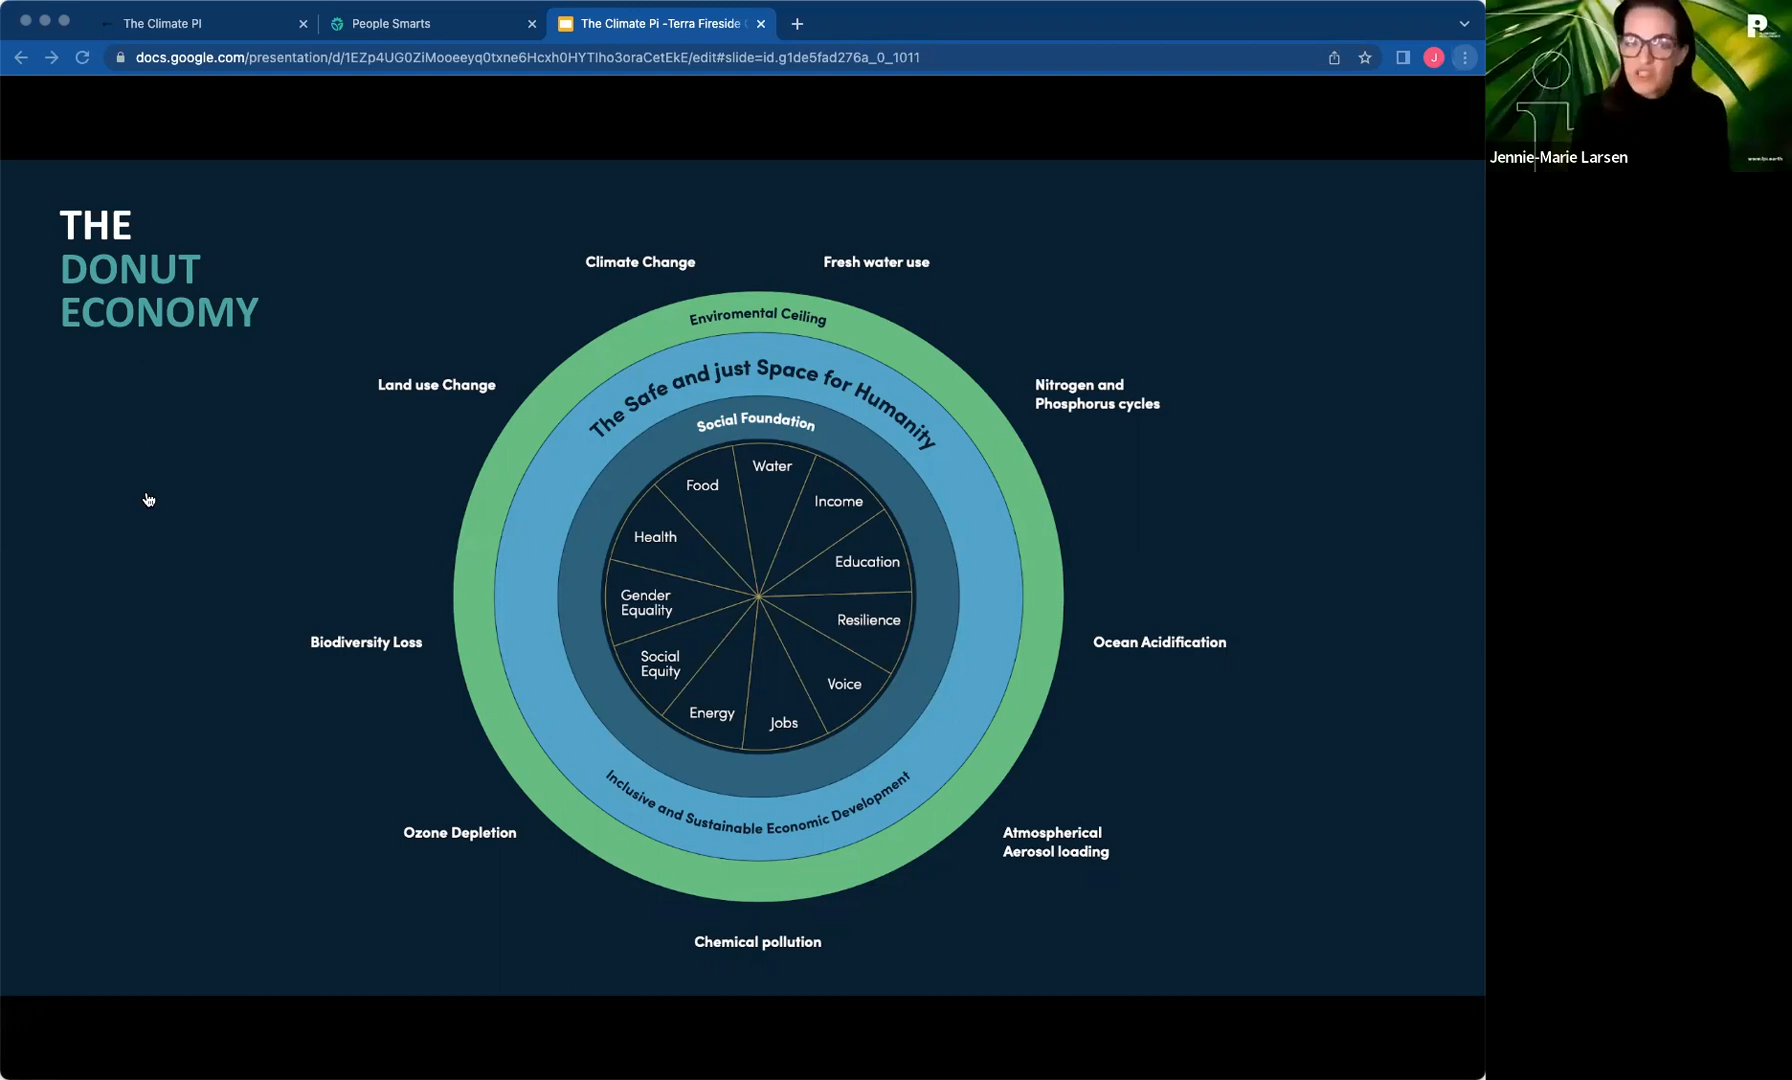 The Climate PI
People Smarts
The Climate Pi -Terra Fireside
docs.google.com/presentation/d/1EZp4UG0ZiMooeeyq0txne6Hcxh0HYTIho3oraCetEkE/edit#slide=id.g1de5fad276a_0_1011
J
Jennie-Marie Larsen
THE
DONUT
ECONOMY
Climate Change
Fresh water use
Enviromental Ceiling
The Safe and just Space for Humanity
Land use Change
Nitrogen and
Phosphorus cycles
Social Foundation
Water
Food
Income
Health
Education
Gender
Equality
Resilience
Biodiversity Loss
Ocean Acidification
Social
Equity
Voice
Energy
Jobs
Inclusive and Sustainable Economic Development
Ozone Depletion
Atmospherical
Aerosol loading
Chemical pollution